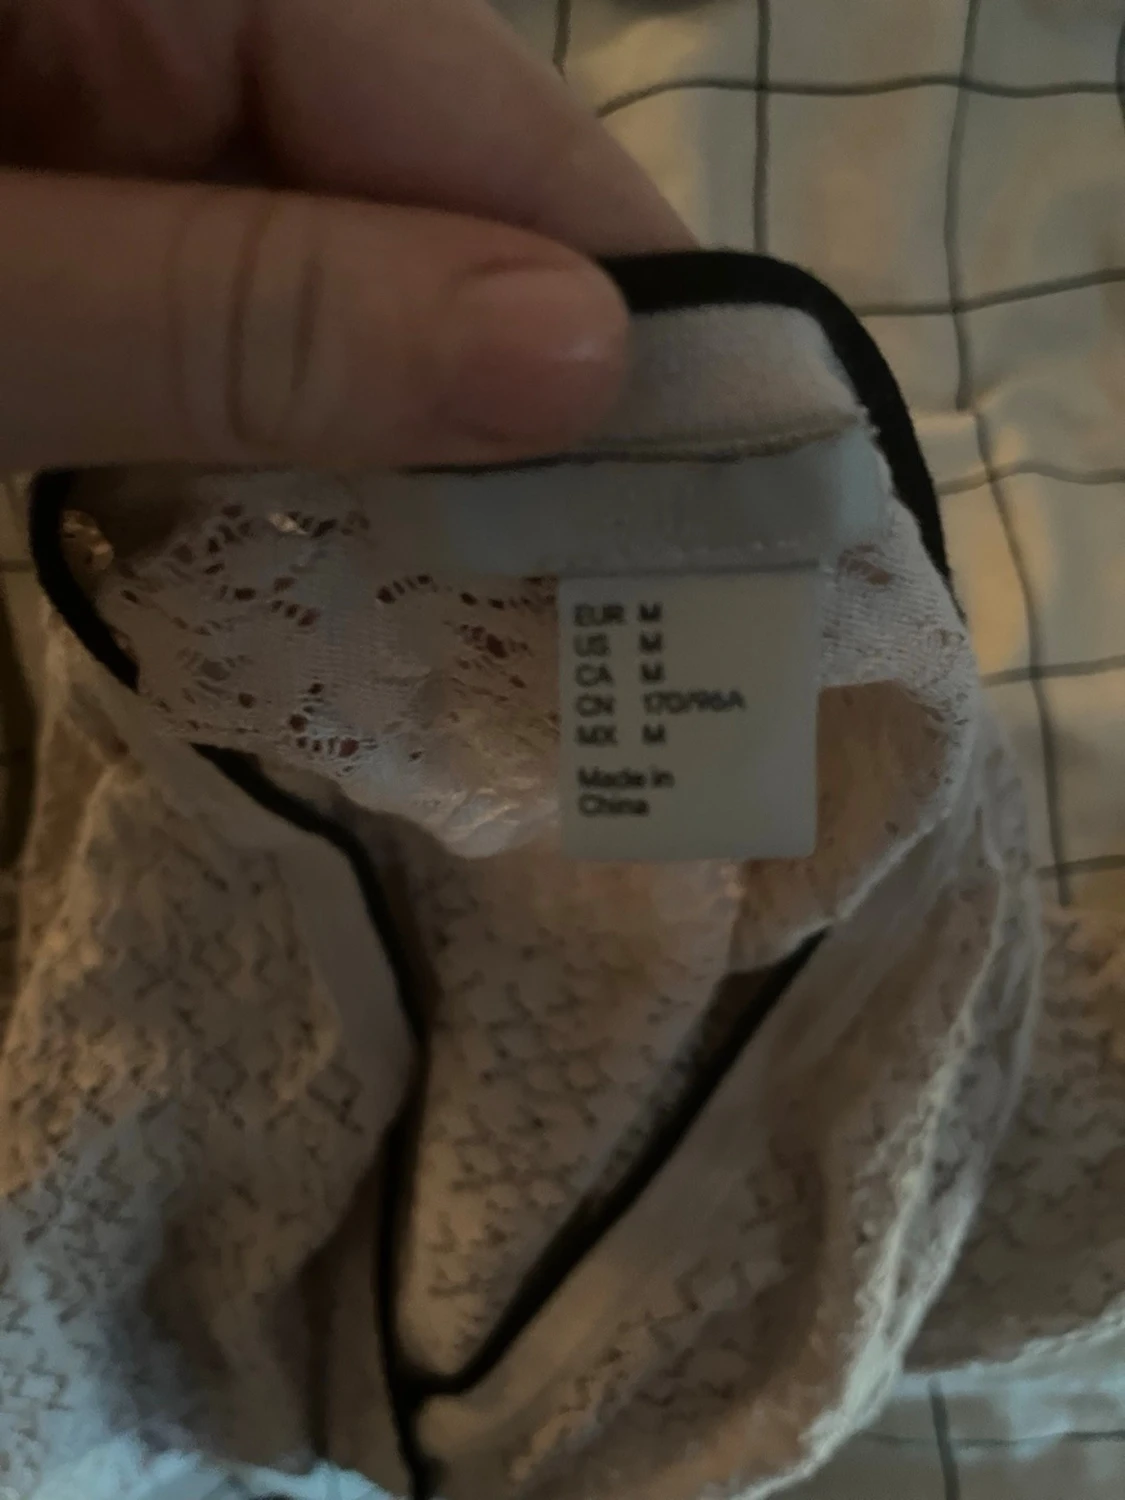 EUR M
US M
CA M
CN 170/96A
MX M
Made in
China